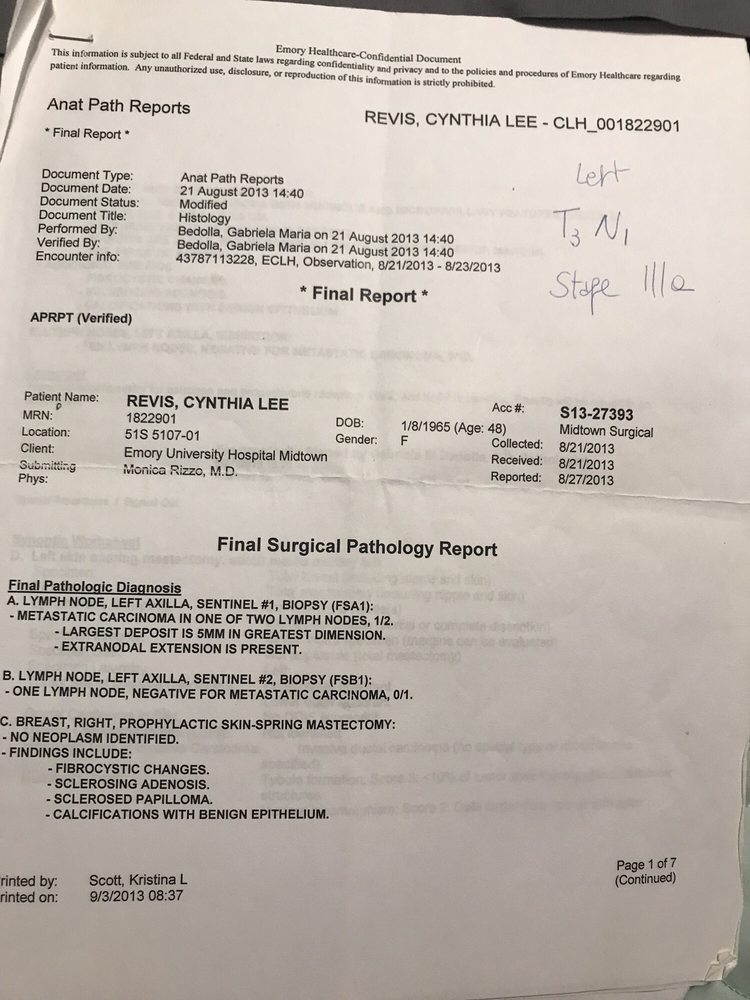 Emory Healthcare-Confidential Document
This information is subject to all Federal and State laws regarding confidentiality and privacy and to the policies and procedures of Emory Healthcare regarding
patient information. Any unauthorized use, disclosure, or reproduction of this information is strictly prohibited.
Anat Path Reports
REVIS, CYNTHIA LEE - CLH_001822901
* Final Report *
Left
T3 N1
Stage IIIa
Document Type: Anat Path Reports
Document Date: 21 August 2013 14:40
Document Status: Modified
Document Title: Histology
Performed By: Bedolla, Gabriela Maria on 21 August 2013 14:40
Verified By: Bedolla, Gabriela Maria on 21 August 2013 14:40
Encounter info: 43787113228, ECLH, Observation, 8/21/2013 - 8/23/2013
* Final Report *
APRPT (Verified)
Patient Name: REVIS, CYNTHIA LEE Acc #: S13-27393
MRN: 1822901 DOB: 1/8/1965 (Age: 48) Midtown Surgical
Location: 51S 5107-01 Gender: F Collected: 8/21/2013
Client: Emory University Hospital Midtown Received: 8/21/2013
Submitting Monica Rizzo, M.D. Reported: 8/27/2013
Phys:
Final Surgical Pathology Report
Final Pathologic Diagnosis
A. LYMPH NODE, LEFT AXILLA, SENTINEL #1, BIOPSY (FSA1):
- METASTATIC CARCINOMA IN ONE OF TWO LYMPH NODES, 1/2.
- LARGEST DEPOSIT IS 5MM IN GREATEST DIMENSION.
- EXTRANODAL EXTENSION IS PRESENT.
B. LYMPH NODE, LEFT AXILLA, SENTINEL #2, BIOPSY (FSB1):
- ONE LYMPH NODE, NEGATIVE FOR METASTATIC CARCINOMA, 0/1.
C. BREAST, RIGHT, PROPHYLACTIC SKIN-SPRING MASTECTOMY:
- NO NEOPLASM IDENTIFIED.
- FINDINGS INCLUDE:
- FIBROCYSTIC CHANGES.
- SCLEROSING ADENOSIS.
- SCLEROSED PAPILLOMA.
- CALCIFICATIONS WITH BENIGN EPITHELIUM.
Page 1 of 7
(Continued)
rinted by: Scott, Kristina L
rinted on: 9/3/2013 08:37